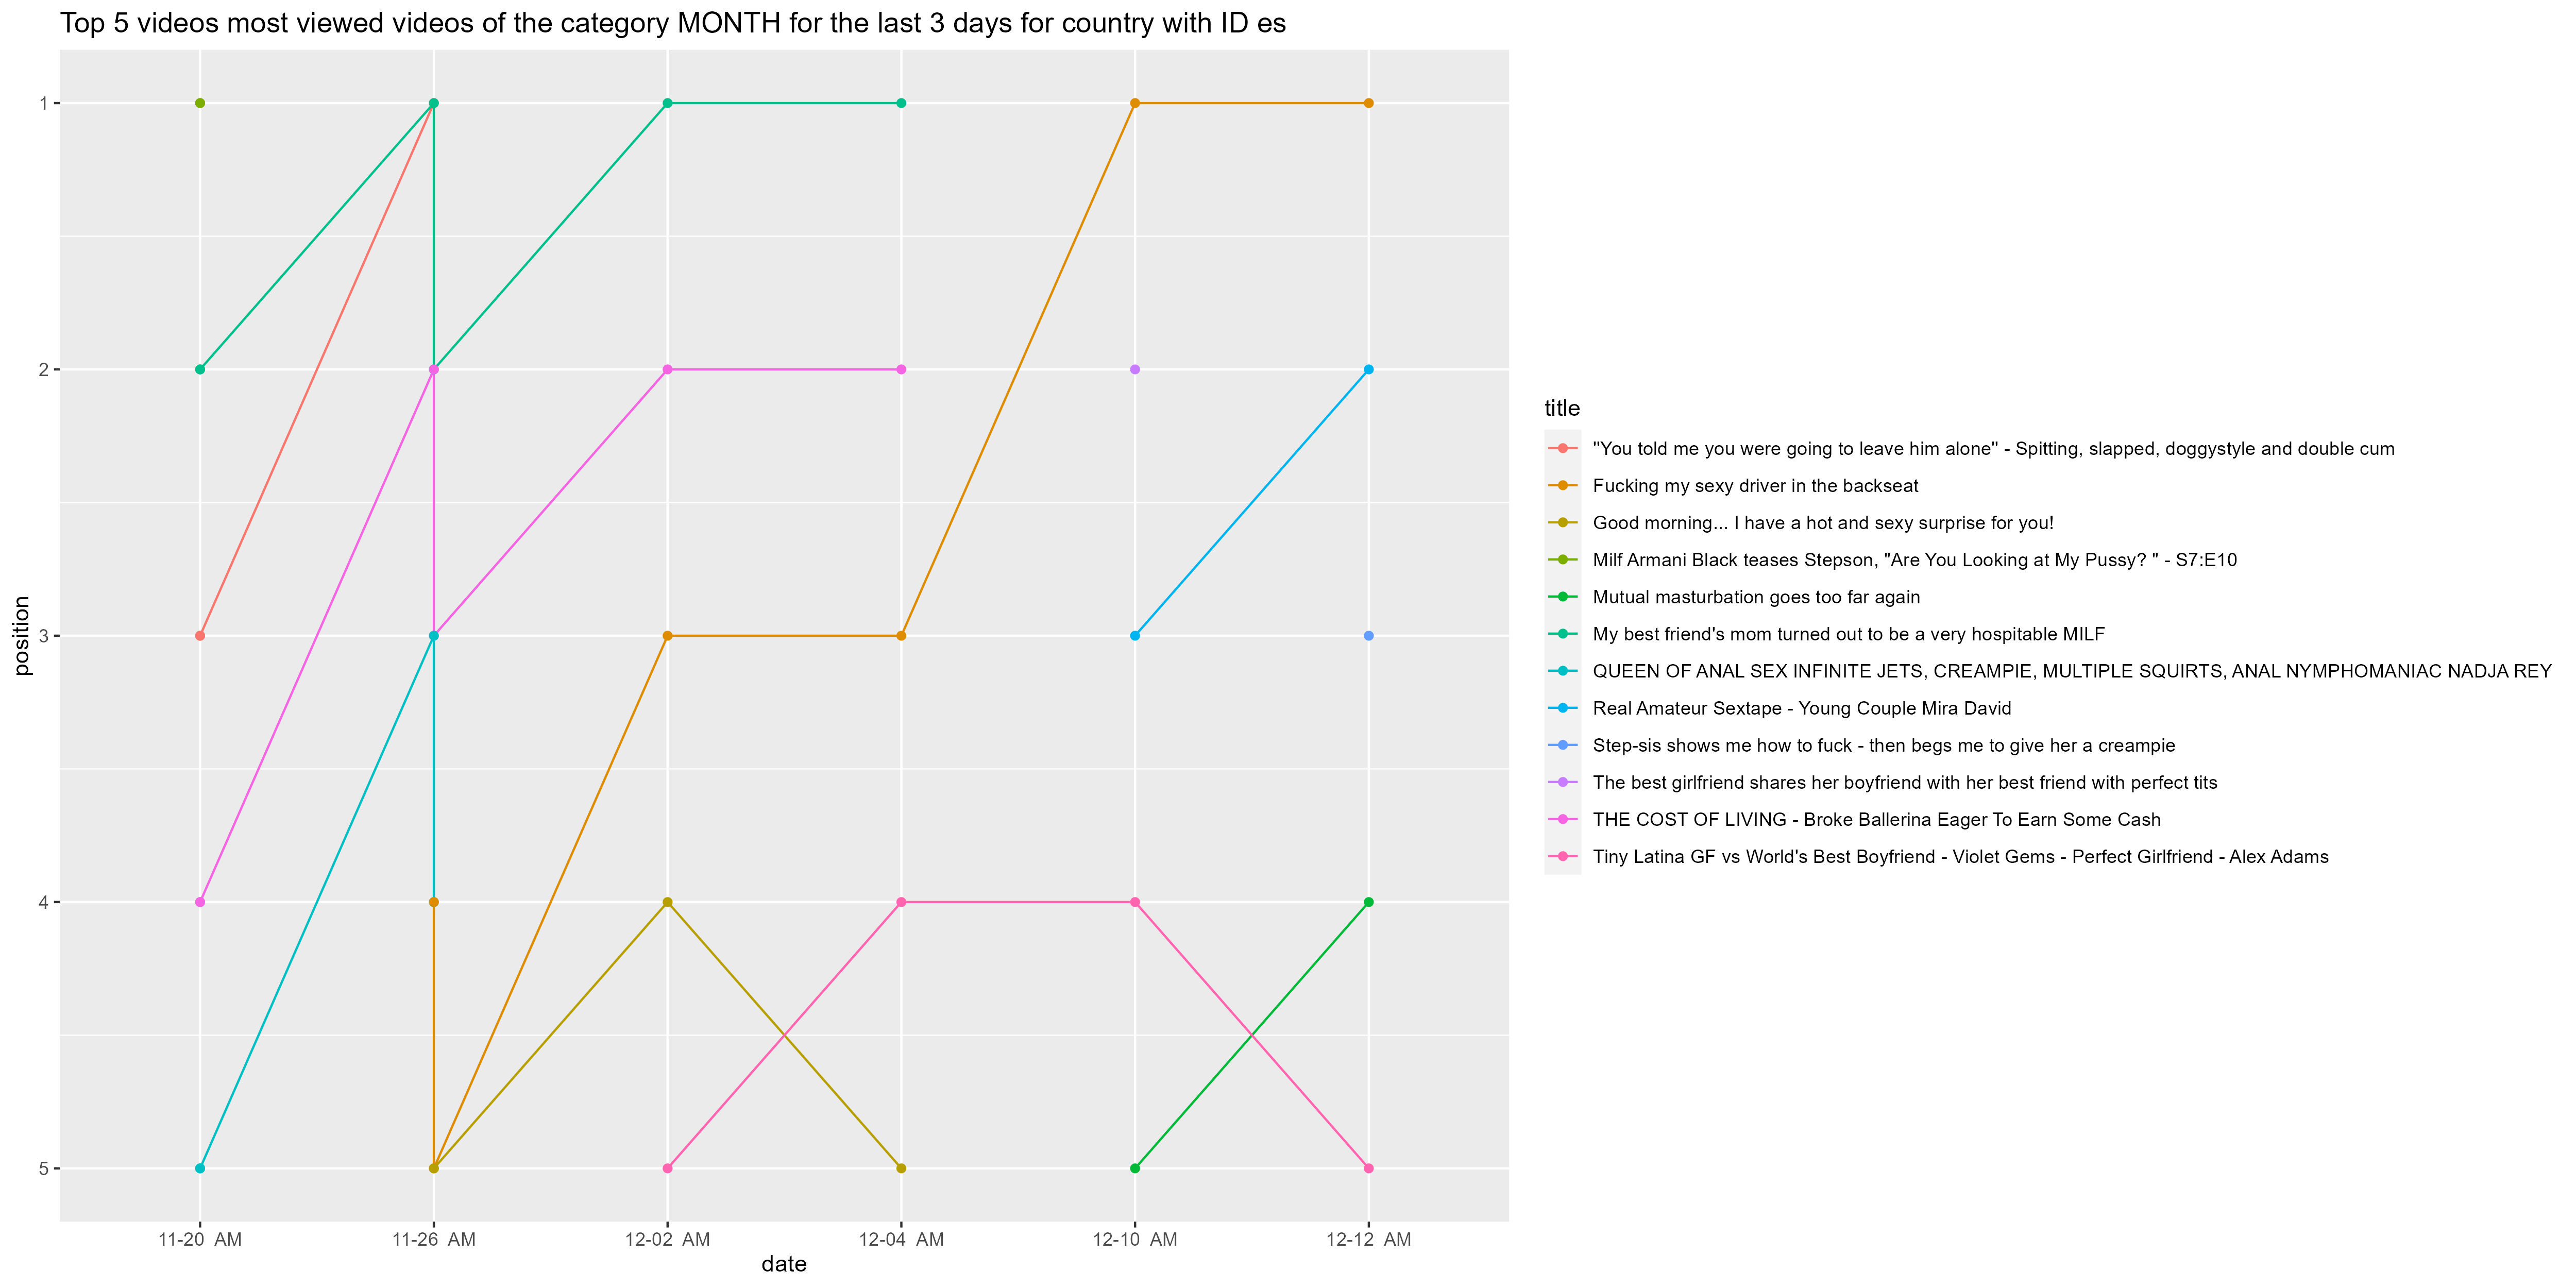 Top 5 videos most viewed videos of the category MONTH for the last 3 days for country with ID es
position
1
2
3
4
5
11-20  AM
11-26  AM
12-02  AM
12-04  AM
12-10  AM
12-12  AM
date
title
"You told me you were going to leave him alone" - Spitting, slapped, doggystyle and double cum
Fucking my sexy driver in the backseat
Good morning... I have a hot and sexy surprise for you!
Milf Armani Black teases Stepson, "Are You Looking at My Pussy? " - S7:E10
Mutual masturbation goes too far again
My best friend's mom turned out to be a very hospitable MILF
QUEEN OF ANAL SEX INFINITE JETS, CREAMPIE, MULTIPLE SQUIRTS, ANAL NYMPHOMANIAC NADJA REY
Real Amateur Sextape - Young Couple Mira David
Step-sis shows me how to fuck - then begs me to give her a creampie
The best girlfriend shares her boyfriend with her best friend with perfect tits
THE COST OF LIVING - Broke Ballerina Eager To Earn Some Cash
Tiny Latina GF vs World's Best Boyfriend - Violet Gems - Perfect Girlfriend - Alex Adams